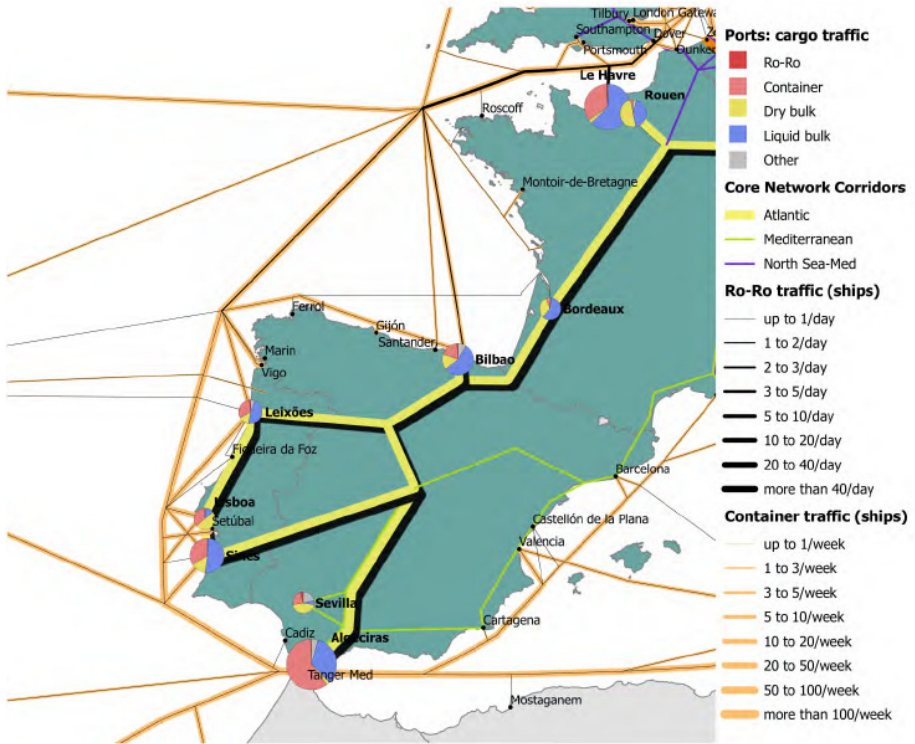 Tilbury
London Gatewa
Southampton
Dover
Portsmouth
Dunke
Le Havre
Rouen
Roscoff
Montoir-de-Bretagne
Bordeaux
Ferrol
Gijón
Santander
Bilbao
Marin
Vigo
Leixões
Figueira da Foz
Lisboa
Setúbal
Sines
Barcelona
Castellón de la Plana
Valencia
Sevilla
Cartagena
Cadiz
Algeciras
Tanger Med
Mostaganem
Ports: cargo traffic
Ro-Ro
Container
Dry bulk
Liquid bulk
Other
Core Network Corridors
Atlantic
Mediterranean
North Sea-Med
Ro-Ro traffic (ships)
up to 1/day
1 to 2/day
2 to 3/day
3 to 5/day
5 to 10/day
10 to 20/day
20 to 40/day
more than 40/day
Container traffic (ships)
up to 1/week
1 to 3/week
3 to 5/week
5 to 10/week
10 to 20/week
20 to 50/week
50 to 100/week
more than 100/week